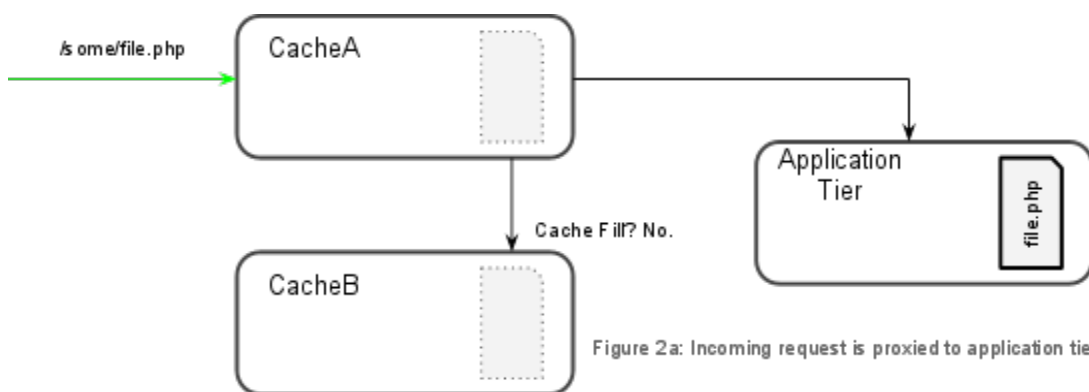 /some/file.php
CacheA
Application
Tier
file.php
Cache Fill? No.
CacheB
Figure 2a: Incoming request is proxied to application tie